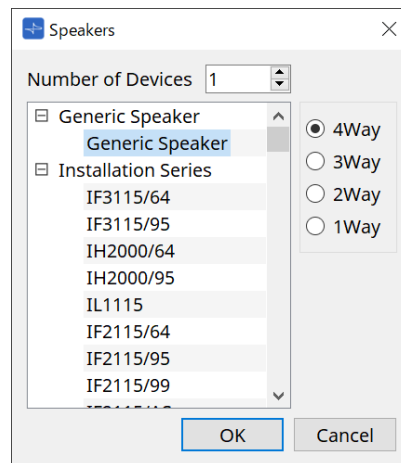 Speakers
Number of Devices 1
Generic Speaker
Generic Speaker
Installation Series
IF3115/64
IF3115/95
IH2000/64
IH2000/95
IL1115
IF2115/64
IF2115/95
IF2115/99
4Way
3Way
2Way
1Way
OK
Cancel